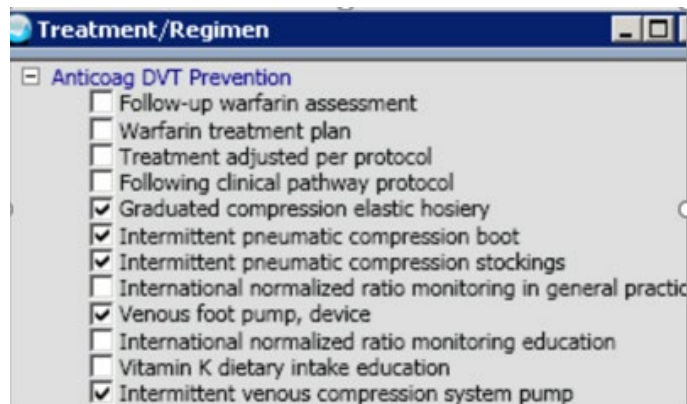 Treatment/Regimen
Anticoag DVT Prevention
Follow-up warfarin assessment
Warfarin treatment plan
Treatment adjusted per protocol
Following clinical pathway protocol
Graduated compression elastic hosiery
Intermittent pneumatic compression boot
Intermittent pneumatic compression stockings
International normalized ratio monitoring in general practic
Venous foot pump, device
International normalized ratio monitoring education
Vitamin K dietary intake education
Intermittent venous compression system pump